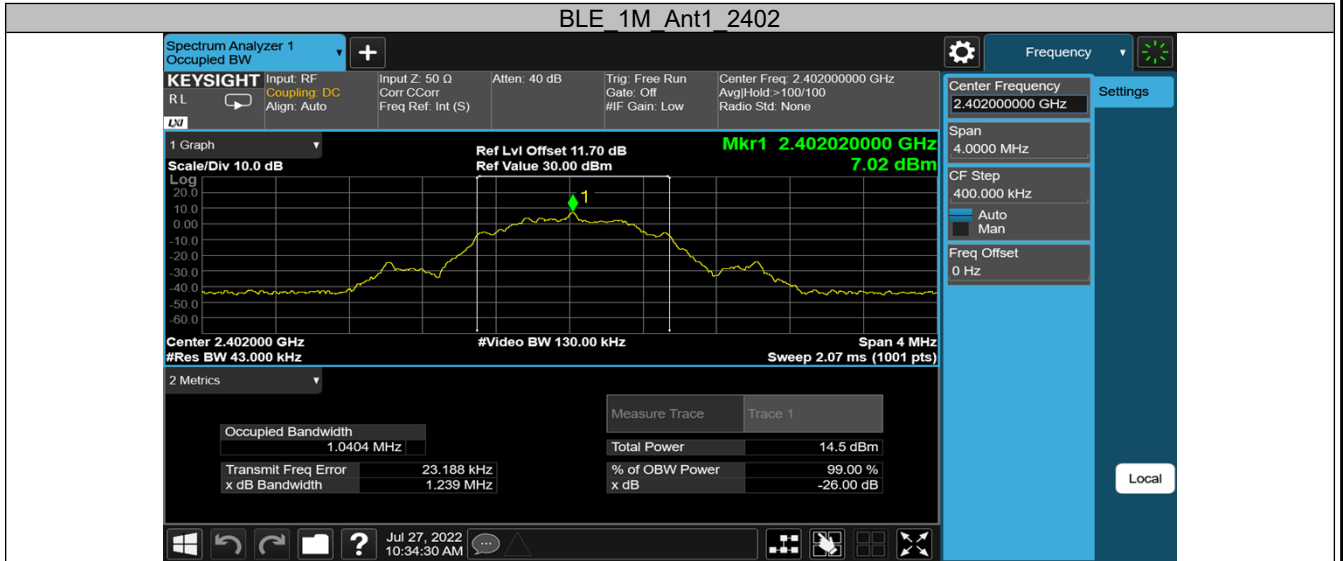 BLE_1M_Ant1_2402
Spectrum Analyzer 1
Occupied BW
+
Frequency
KEYSIGHT
R L
LXI
Input: RF
Coupling: DC
Align: Auto
Input Z: 50 Ω
Corr CCorr
Freq Ref: Int (S)
Atten: 40 dB
Trig: Free Run
Gate: Off
#IF Gain: Low
Center Freq: 2.402000000 GHz
Avg|Hold:>100/100
Radio Std: None
Center Frequency
2.402000000 GHz
Settings
Span
4.0000 MHz
CF Step
400.000 kHz
Auto
Man
Freq Offset
0 Hz
Local
1 Graph
Scale/Div 10.0 dB
Ref Lvl Offset 11.70 dB
Ref Value 30.00 dBm
Mkr1 2.402020000 GHz
7.02 dBm
Log
20.0
10.0
0.00
-10.0
-20.0
-30.0
-40.0
-50.0
-60.0
1
Center 2.402000 GHz
#Res BW 43.000 kHz
#Video BW 130.00 kHz
Span 4 MHz
Sweep 2.07 ms (1001 pts)
2 Metrics
Measure Trace Trace 1
Occupied Bandwidth
1.0404 MHz
Total Power 14.5 dBm
Transmit Freq Error 23.188 kHz
% of OBW Power 99.00 %
x dB Bandwidth 1.239 MHz
x dB -26.00 dB
?
Jul 27, 2022
10:34:30 AM